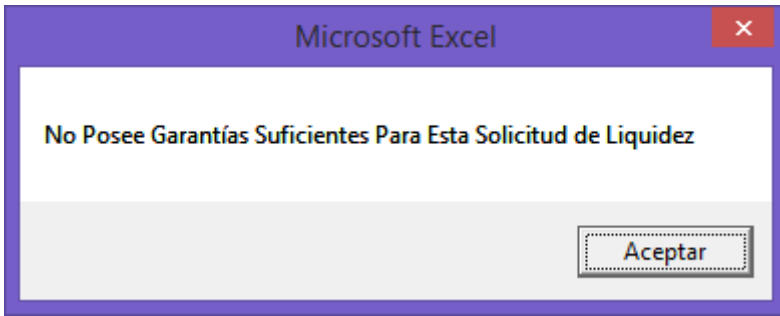 Microsoft Excel
No Posee Garantías Suficientes Para Esta Solicitud de Liquidez
Aceptar